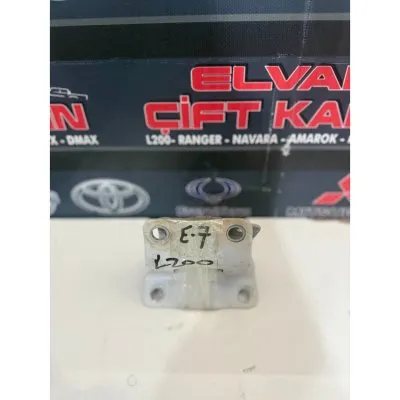 ELVAN
ÇİFT KA
L200- RANGER - NAVARA - AMAROK -
- DMAX
E-7
L200